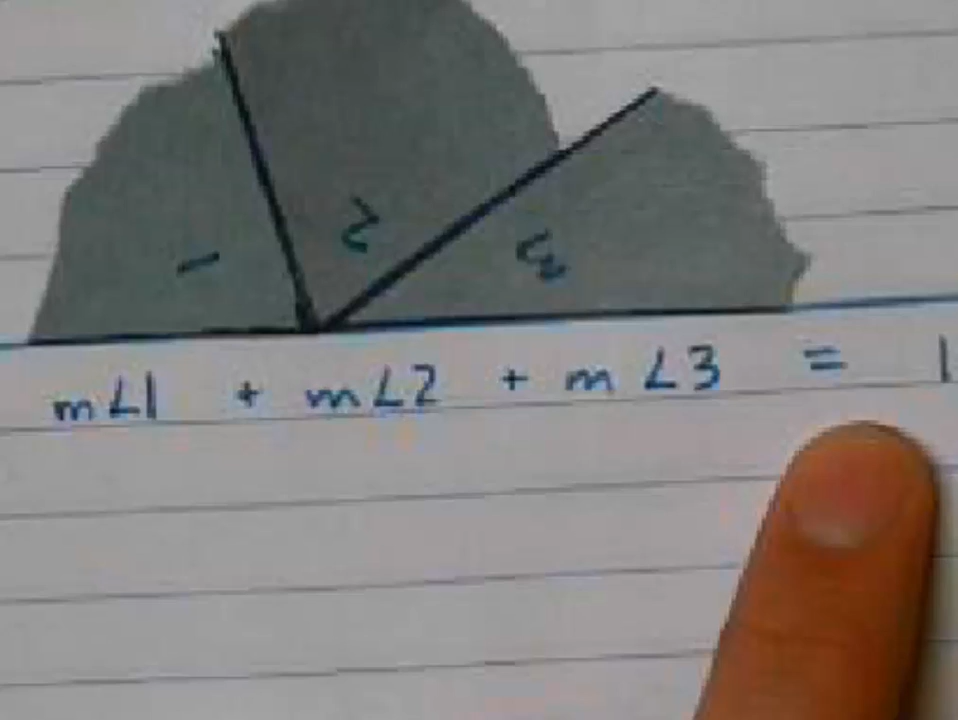 1 2 3
m∠1 + m∠2 + m∠3 = 1